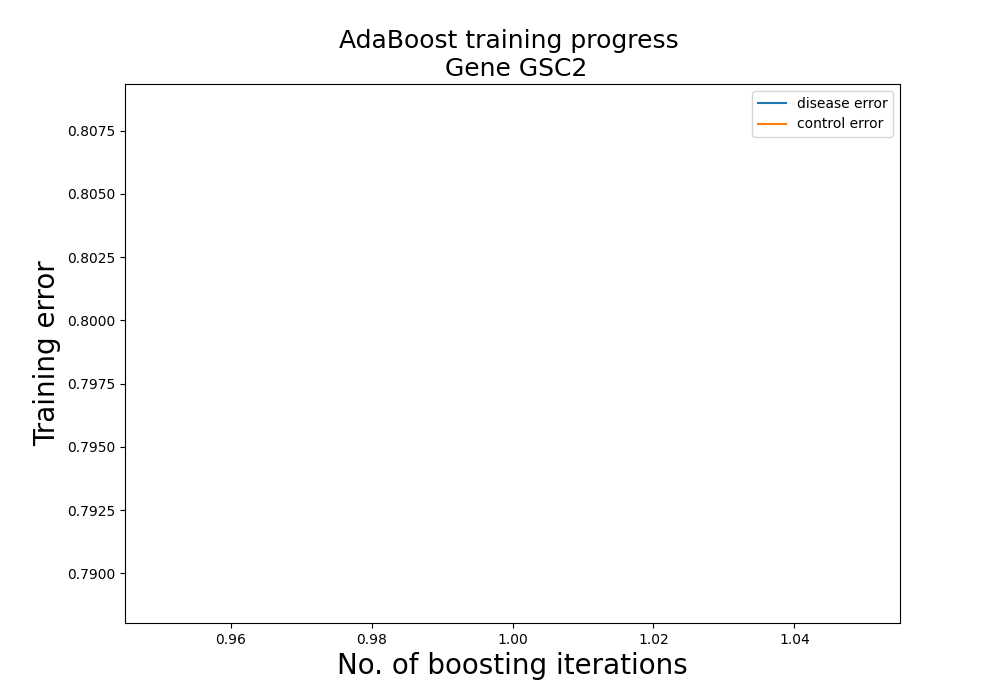 AdaBoost training progress
Gene GSC2
disease error
control error
0.8075
0.8050
0.8025
0.8000
0.7975
0.7950
0.7925
0.7900
Training error
0.96
0.98
1.00
1.02
1.04
No. of boosting iterations